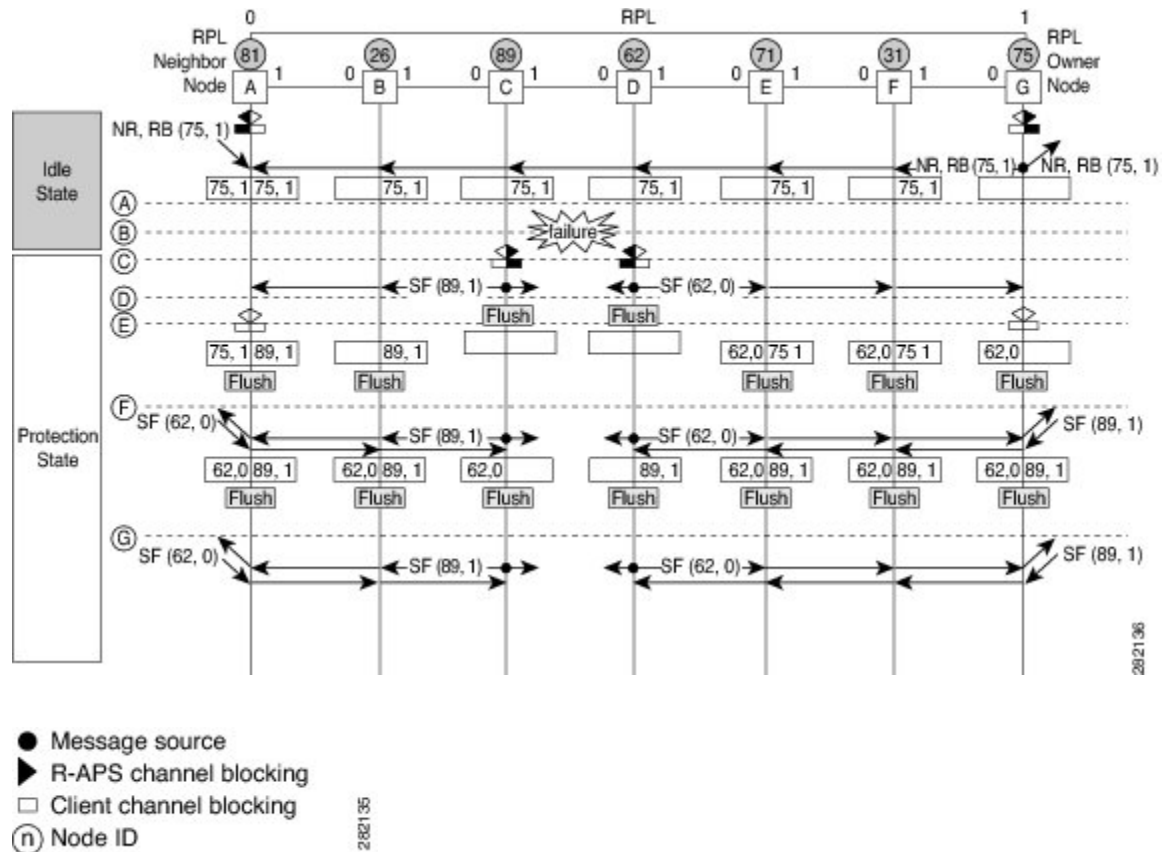 0 RPL 1
RPL Neighbor Node 81 26 89 62 71 31 75 RPL Owner Node
A 1 0 B 1 0 C 1 0 D 1 0 E 1 0 F 1 0 G
Idle State
NR, RB (75, 1) NR, RB (75, 1) NR, RB (75, 1)
75, 1 75, 1 75, 1 75, 1 75, 1 75, 1 75, 1
A
B failure
C
SF (89, 1) SF (62, 0)
D
Flush Flush
E
75, 1 89, 1 89, 1 62,0 75 1 62,0 75 1 62,0
Flush Flush Flush Flush Flush
F
Protection State
SF (62, 0) SF (89, 1) SF (62, 0) SF (89, 1)
62,0 89, 1 62,0 89, 1 62,0 89, 1 62,0 89, 1 62,0 89, 1 62,0 89, 1
Flush Flush Flush Flush Flush Flush Flush
G
SF (62, 0) SF (89, 1) SF (62, 0) SF (89, 1)
282136
Message source
R-APS channel blocking
Client channel blocking
n Node ID
282135